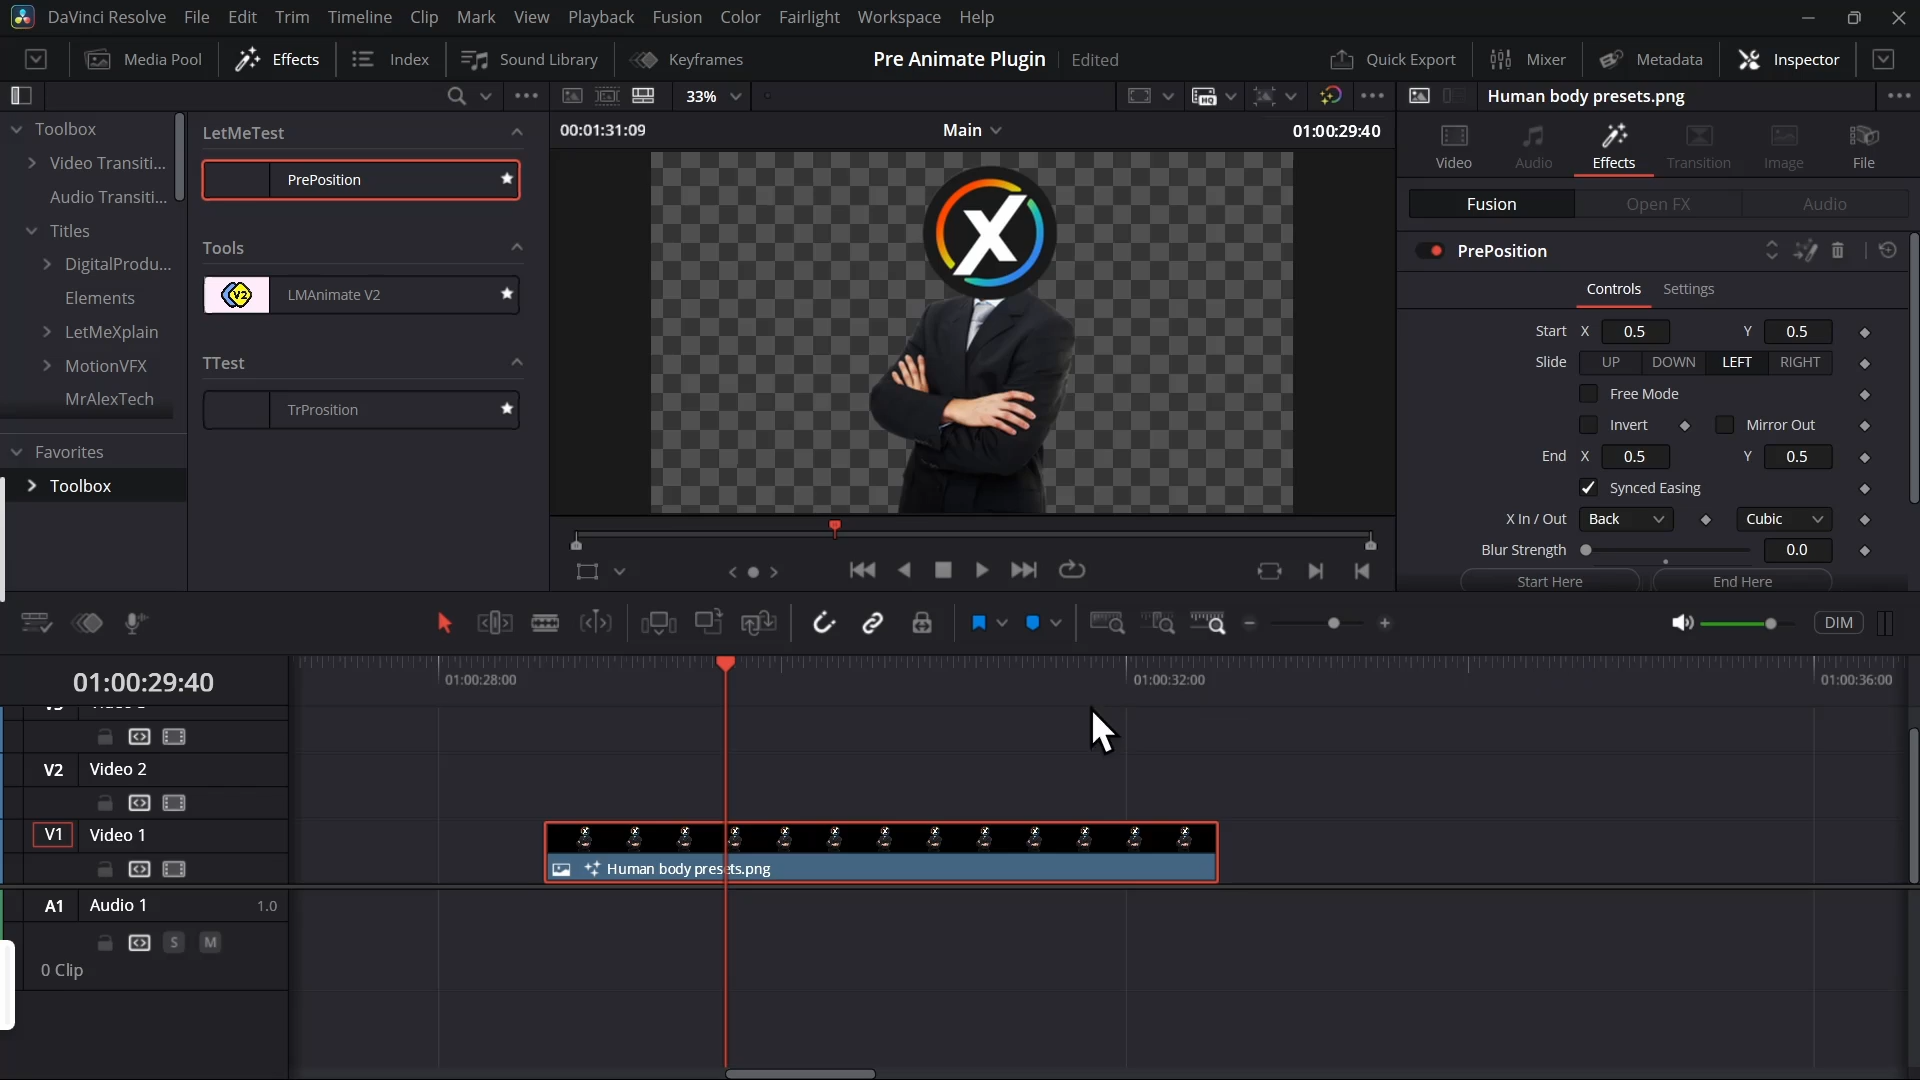 DaVinci Resolve File Edit Trim Timeline Clip Mark View Playback Fusion Color Fairlight Workspace Help
Media Pool Effects Index Sound Library Keyframes Pre Animate Plugin Edited Quick Export Mixer Metadata Inspector
33% HQ Human body presets.png
Toolbox
Video Transiti...
Audio Transiti...
Titles
DigitalProdu...
Elements
LetMeXplain
MotionVFX
MrAlexTech
Favorites
Toolbox
LetMeTest
PrePosition
Tools
V2 LMAnimate V2
TTest
TrProsition
00:01:31:09 Main 01:00:29:40
X
Video Audio Effects Transition Image File
Fusion Open FX Audio
PrePosition
Controls Settings
Start X 0.5 Y 0.5
Slide UP DOWN LEFT RIGHT
Free Mode
Invert Mirror Out
End X 0.5 Y 0.5
Synced Easing
X In / Out Back Cubic
Blur Strength 0.0
Start Here End Here
DIM
01:00:29:40 01:00:28:00 01:00:32:00 01:00:36:00
V2 Video 2
V1 Video 1
Human body presets.png
A1 Audio 1 1.0
S M
0 Clip